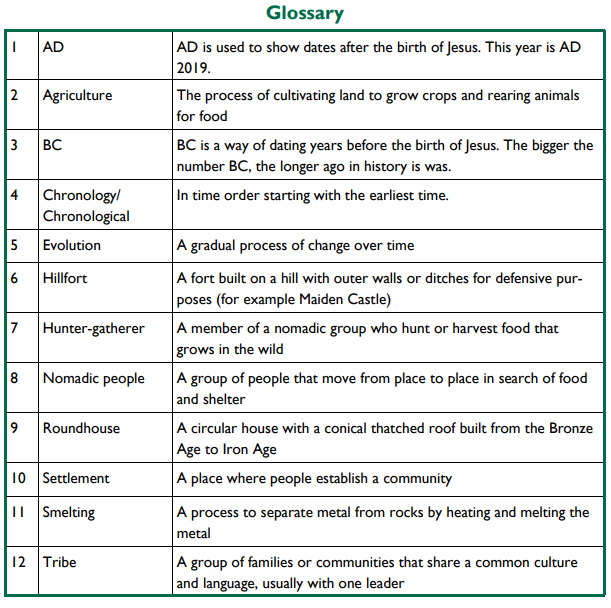 Glossary
1 AD AD is used to show dates after the birth of Jesus. This year is AD
2019.
2 Agriculture The process of cultivating land to grow crops and rearing animals
for food
3 BC BC is a way of dating years before the birth of Jesus. The bigger the
number BC, the longer ago in history is was.
4 Chronology/ In time order starting with the earliest time.
Chronological
5 Evolution A gradual process of change over time
6 Hillfort A fort built on a hill with outer walls or ditches for defensive pur-
poses (for example Maiden Castle)
7 Hunter-gatherer A member of a nomadic group who hunt or harvest food that
grows in the wild
8 Nomadic people A group of people that move from place to place in search of food
and shelter
9 Roundhouse A circular house with a conical thatched roof built from the Bronze
Age to Iron Age
10 Settlement A place where people establish a community
11 Smelting A process to separate metal from rocks by heating and melting the
metal
12 Tribe A group of families or communities that share a common culture
and language, usually with one leader